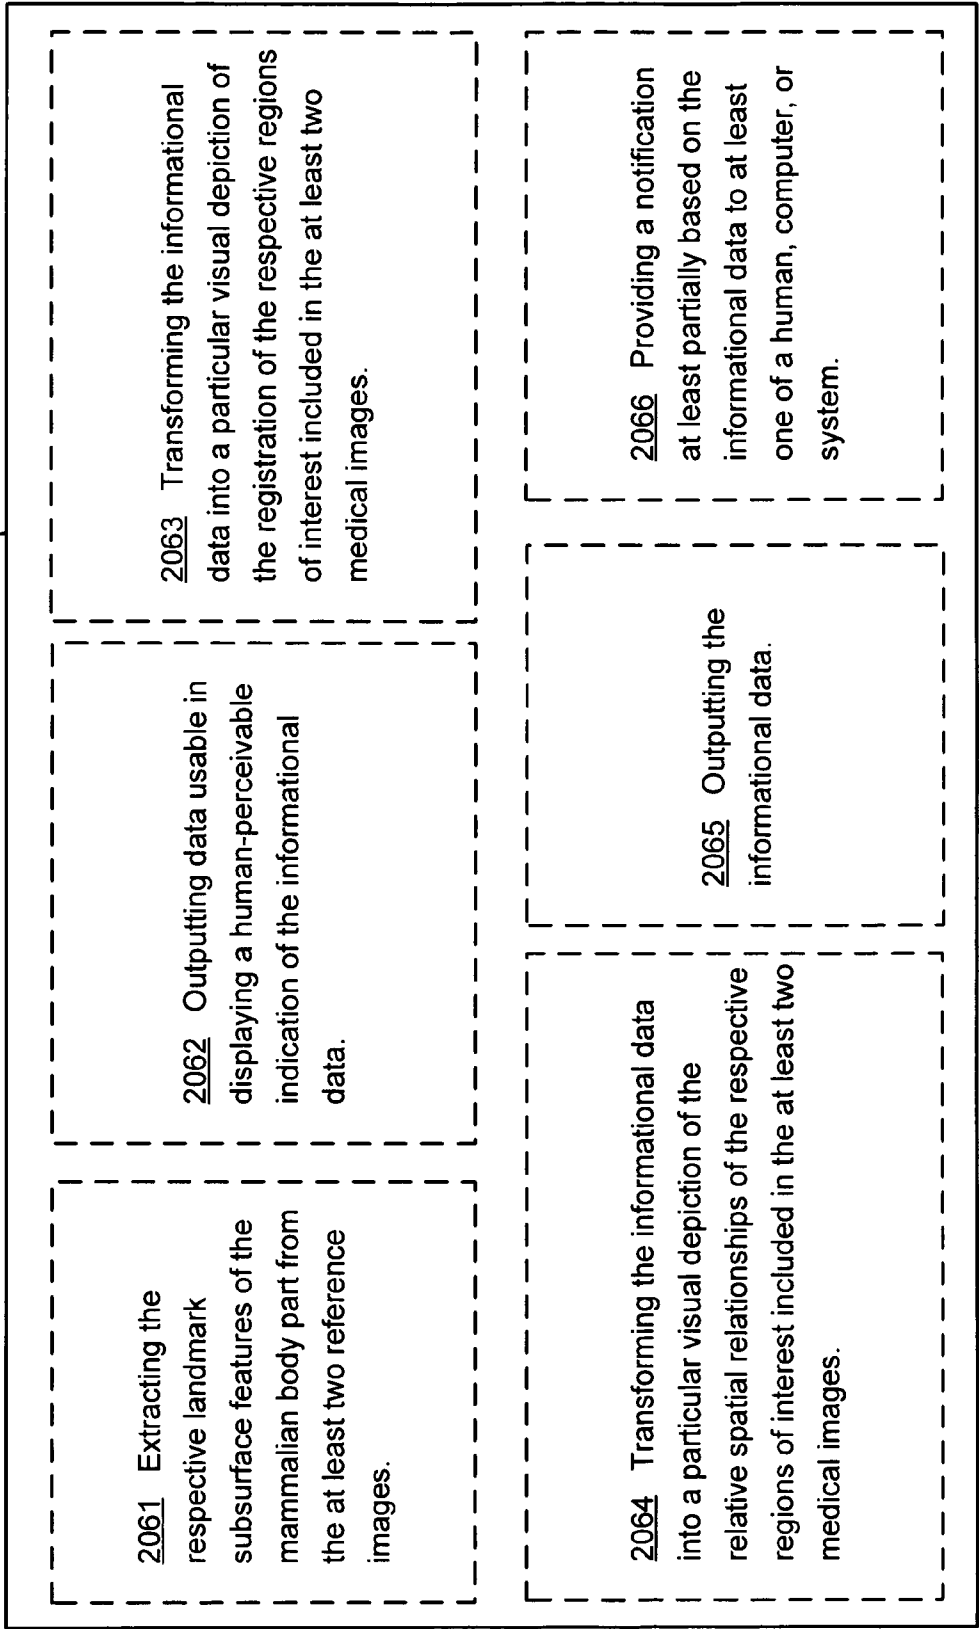 2061 Extracting the
respective landmark
subsurface features of the
mammalian body part from
the at least two reference
images.
2062 Outputting data usable in
displaying a human-perceivable
indication of the informational
data.
2063 Transforming the informational
data into a particular visual depiction of
the registration of the respective regions
of interest included in the at least two
medical images.
2064 Transforming the informational data
into a particular visual depiction of the
relative spatial relationships of the respective
regions of interest included in the at least two
medical images.
2065 Outputting the
informational data.
2066 Providing a notification
at least partially based on the
informational data to at least
one of a human, computer, or
system.